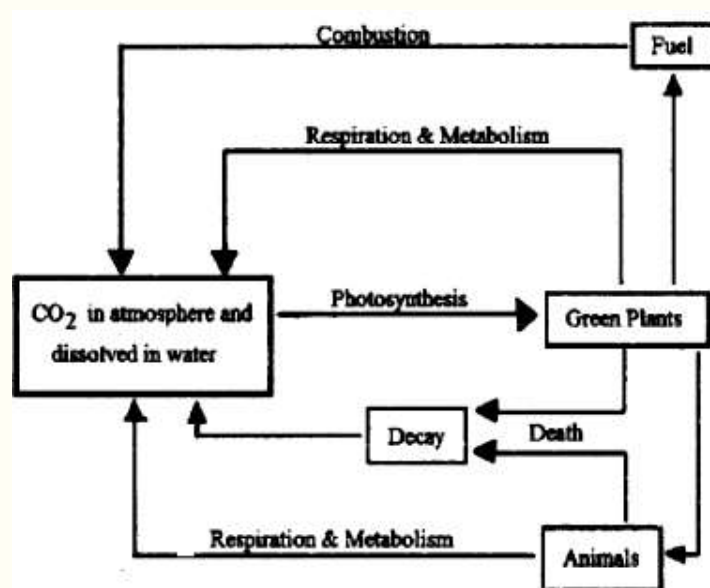 Combustion
Fuel
Respiration & Metabolism
CO₂ in atmosphere and
dissolved in water
Photosynthesis
Green Plants
Decay
Death
Respiration & Metabolism
Animals